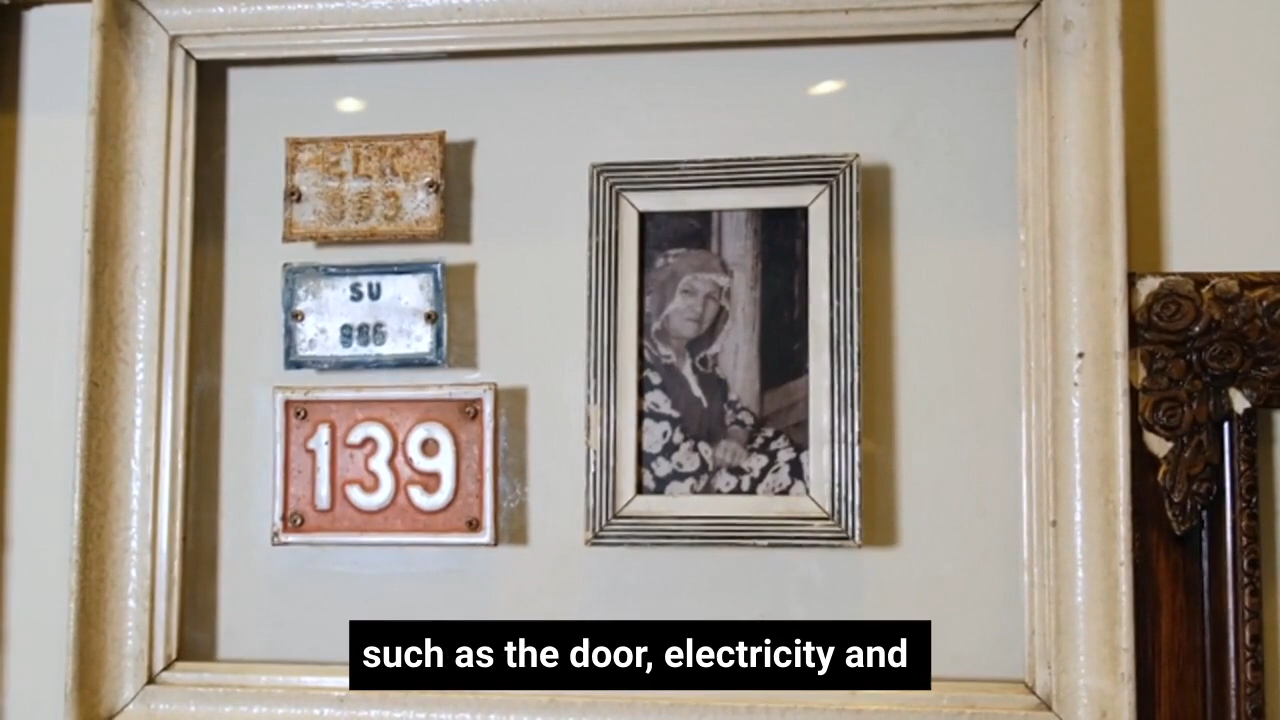 ELK
SU
986
139
such as the door, electricity and